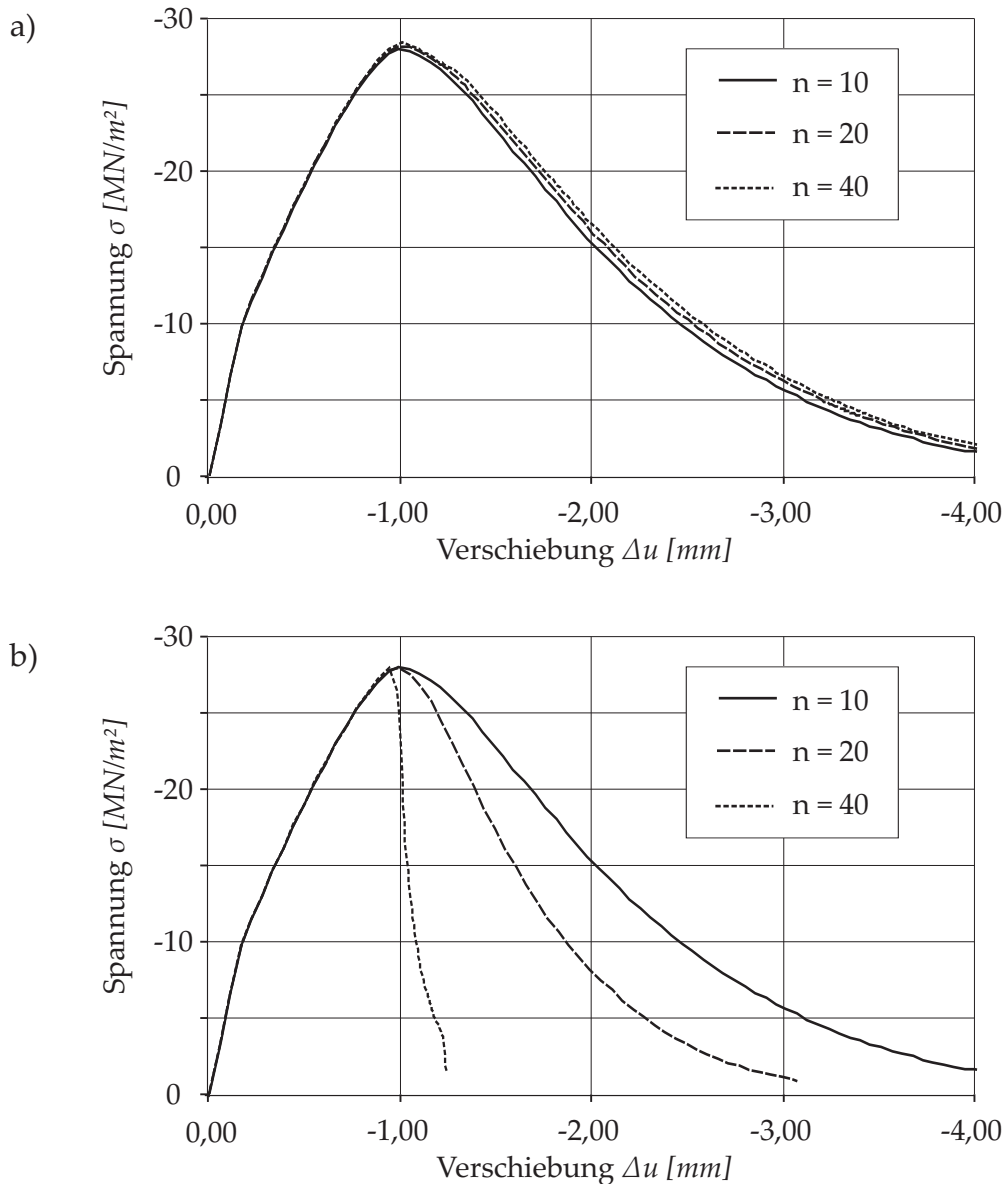 a)
-30
-20
-10
0
Spannung σ [MN/m²]
n = 10
n = 20
n = 40
0,00
-1,00
-2,00
-3,00
-4,00
Verschiebung Δu [mm]
b)
-30
-20
-10
0
Spannung σ [MN/m²]
n = 10
n = 20
n = 40
0,00
-1,00
-2,00
-3,00
-4,00
Verschiebung Δu [mm]